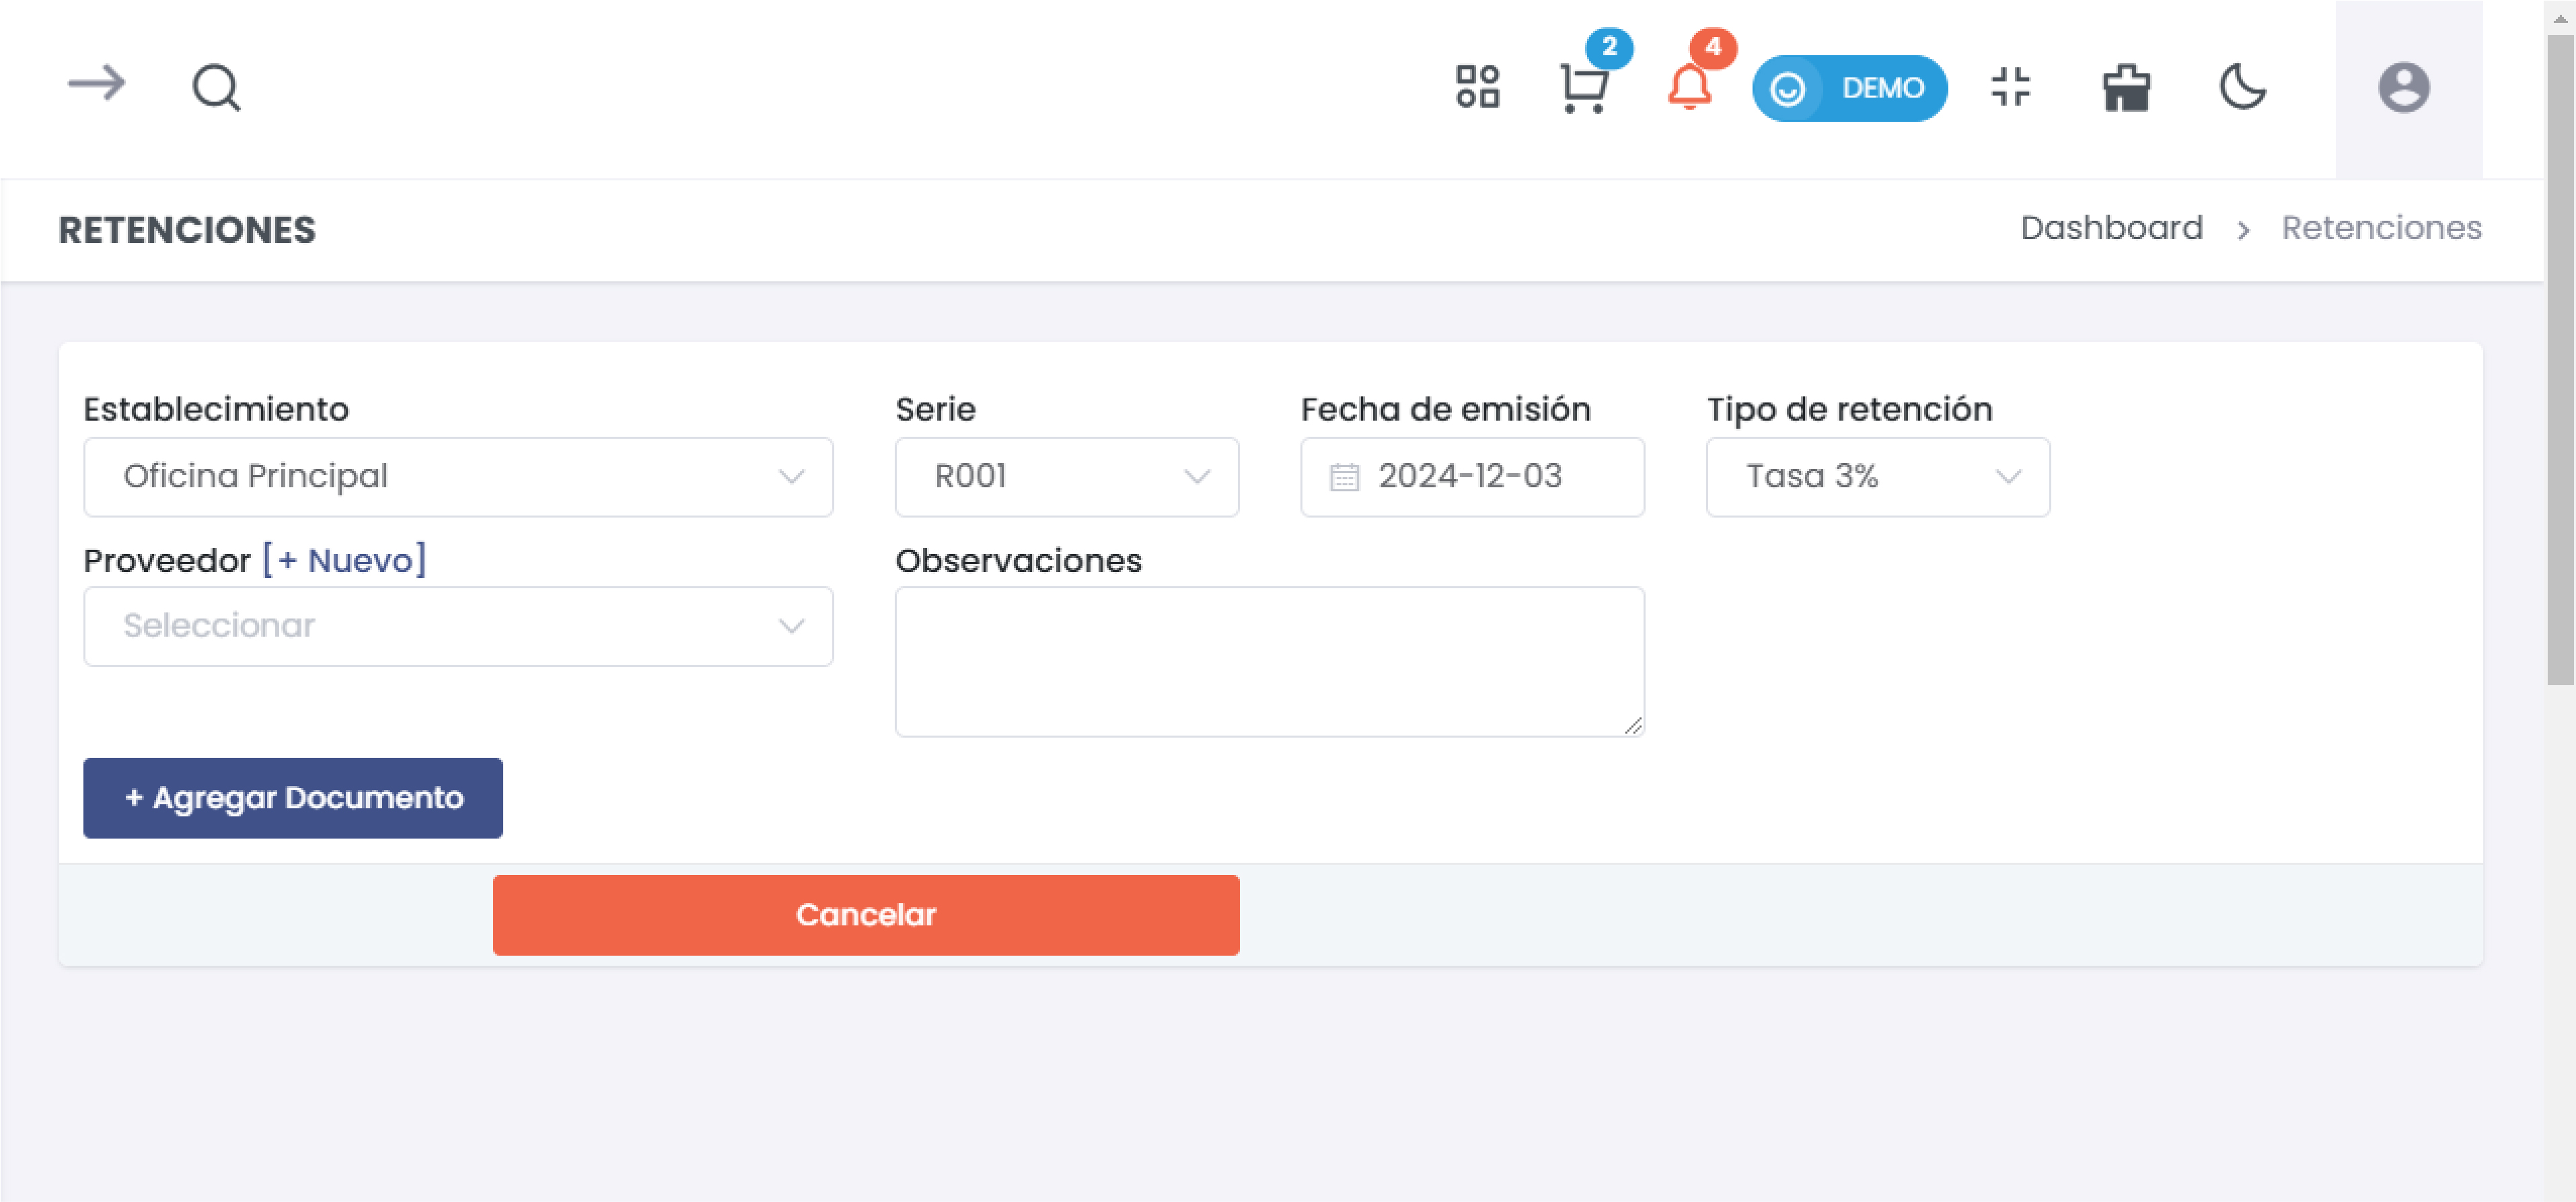 2
4
DEMO
RETENCIONES
Dashboard > Retenciones
Establecimiento
Serie
Fecha de emisión
Tipo de retención
Oficina Principal
R001
2024-12-03
Tasa 3%
Proveedor [+ Nuevo]
Observaciones
Seleccionar
+ Agregar Documento
Cancelar